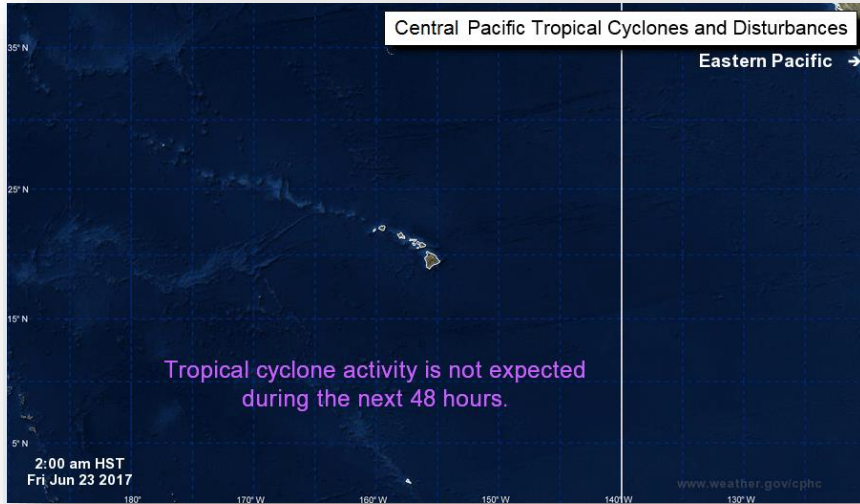 Central Pacific Tropical Cyclones and Disturbances
35° N
Eastern Pacific →
25° N
15° N
Tropical cyclone activity is not expected
during the next 48 hours.
5° N
2:00 am HST
Fri Jun 23 2017
www.weather.gov/cphc
180° 170° W 160° W 150° W 140° W 130° W